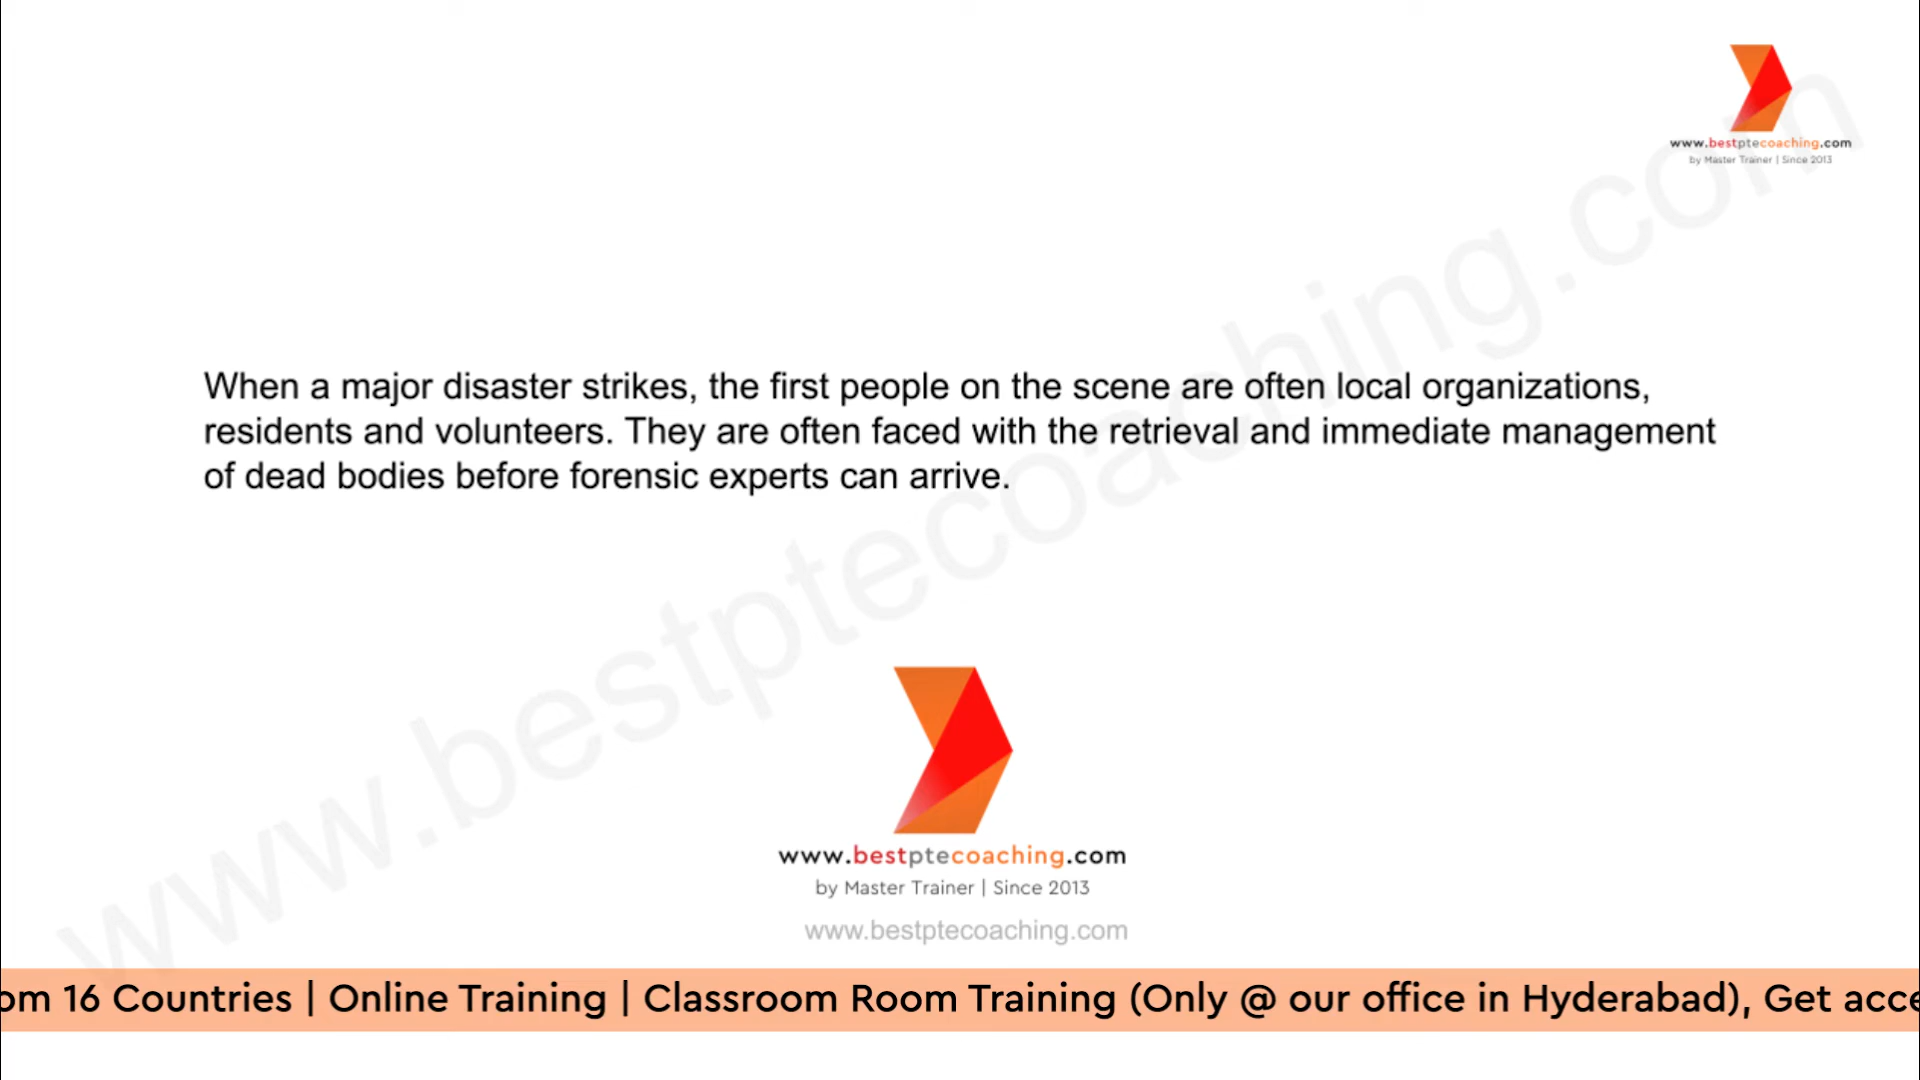 www.bestptecoaching.com
by Master Trainer | Since 2013
www.bestptecoaching.com
When a major disaster strikes, the first people on the scene are often local organizations,
residents and volunteers. They are often faced with the retrieval and immediate management
of dead bodies before forensic experts can arrive.
www.bestptecoaching.com
by Master Trainer | Since 2013
www.bestptecoaching.com
16 Countries | Online Training | Classroom Room Training (Only @ our office in Hyderabad), Get